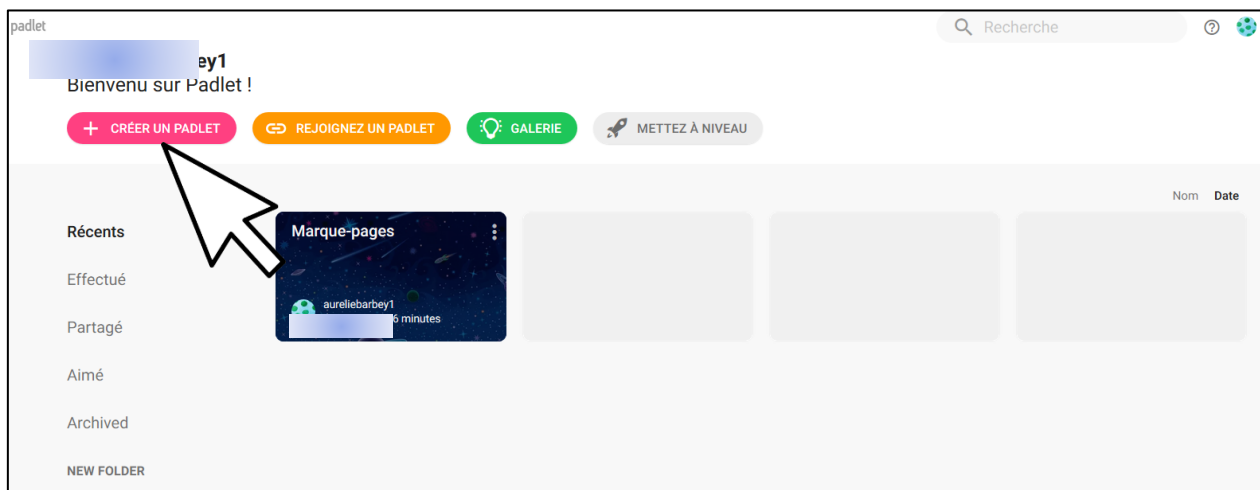 padlet
Recherche
ey1
Bienvenu sur Padlet !
CRÉER UN PADLET
REJOIGNEZ UN PADLET
GALERIE
METTEZ À NIVEAU
Nom Date
Récents
Effectué
Partagé
Aimé
Archived
NEW FOLDER
Marque-pages
aureliebarbey1
6 minutes